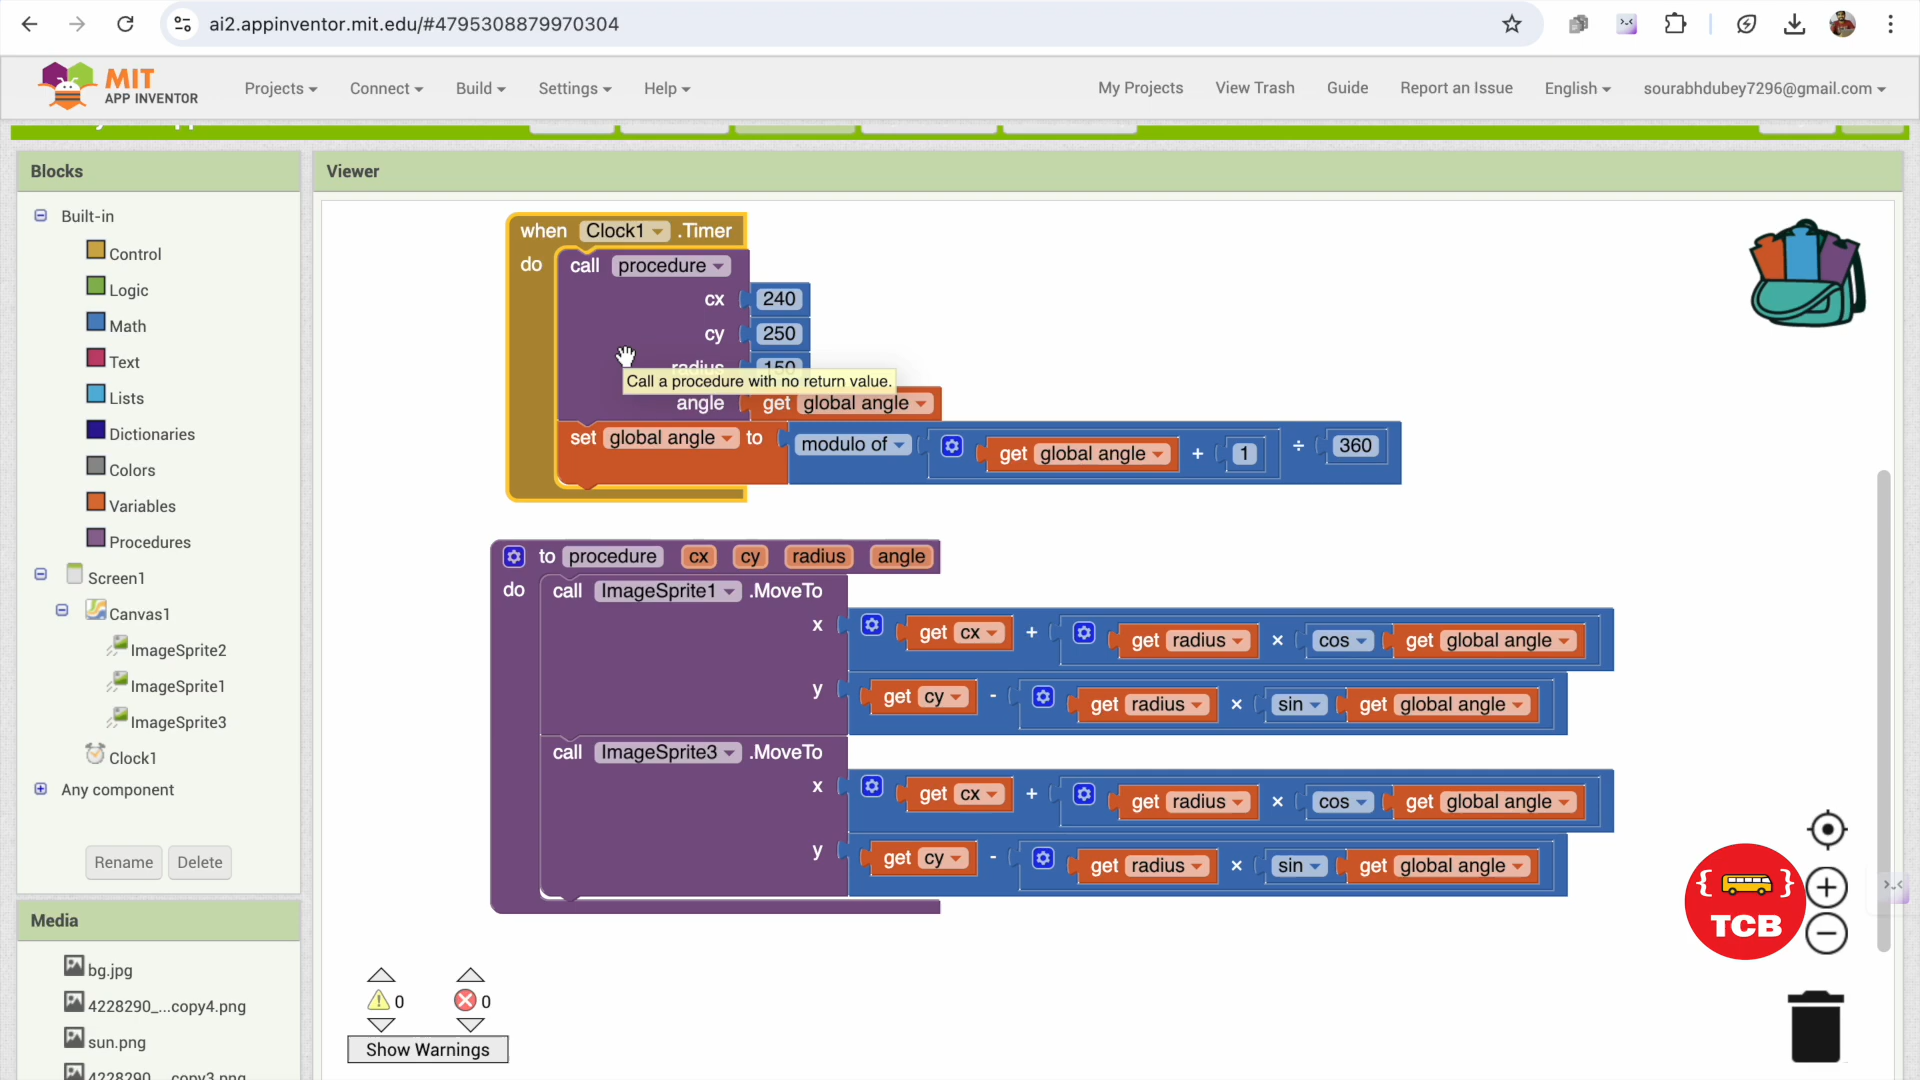 ai2.appinventor.mit.edu/#4795308879970304
MIT
APP INVENTOR
Projects
Connect
Build
Settings
Help
My Projects
View Trash
Guide
Report an Issue
English
sourabhdubey7296@gmail.com
Blocks
Viewer
Built-in
Control
Logic
Math
Text
Lists
Dictionaries
Colors
Variables
Procedures
Screen1
Canvas1
ImageSprite2
ImageSprite1
ImageSprite3
Clock1
Any component
Rename Delete
Media
bg.jpg
4228290_...copy4.png
sun.png
4228290_...copy3.png
when Clock1 .Timer
do call procedure
cx 240
cy 250
radius 150
Call a procedure with no return value.
angle get global angle
set global angle to modulo of get global angle + 1 ÷ 360
to procedure cx cy radius angle
do call ImageSprite1 .MoveTo
x get cx + get radius × cos get global angle
y get cy - get radius × sin get global angle
call ImageSprite3 .MoveTo
x get cx + get radius × cos get global angle
y get cy - get radius × sin get global angle
0 0
Show Warnings
{ }
TCB